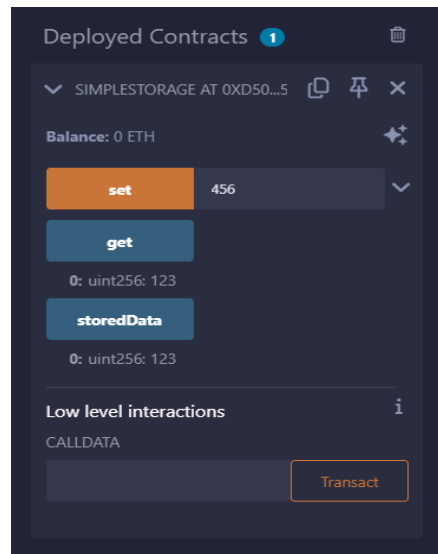 Deployed Contracts 1
SIMPLESTORAGE AT 0XD50...5
Balance: 0 ETH
set 456
get
0: uint256: 123
storedData
0: uint256: 123
Low level interactions i
CALLDATA
Transact